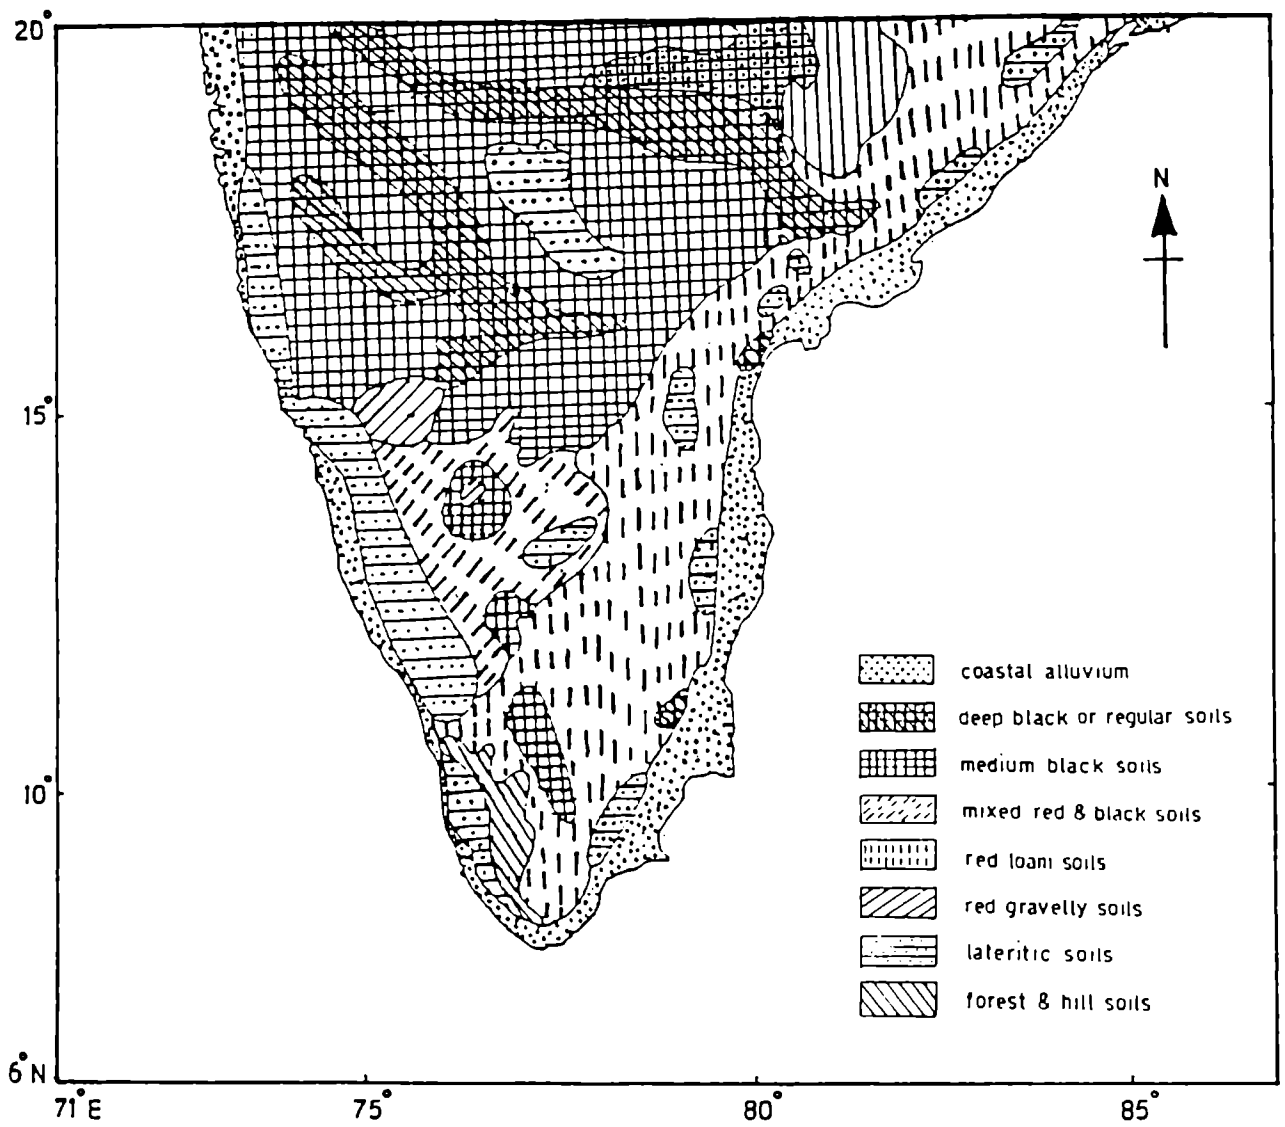 20°
N
15°
10°
6°N
71°E
75°
80°
85°
coastal alluvium
deep black or regular soils
medium black soils
mixed red & black soils
red loam soils
red gravelly soils
lateritic soils
forest & hill soils